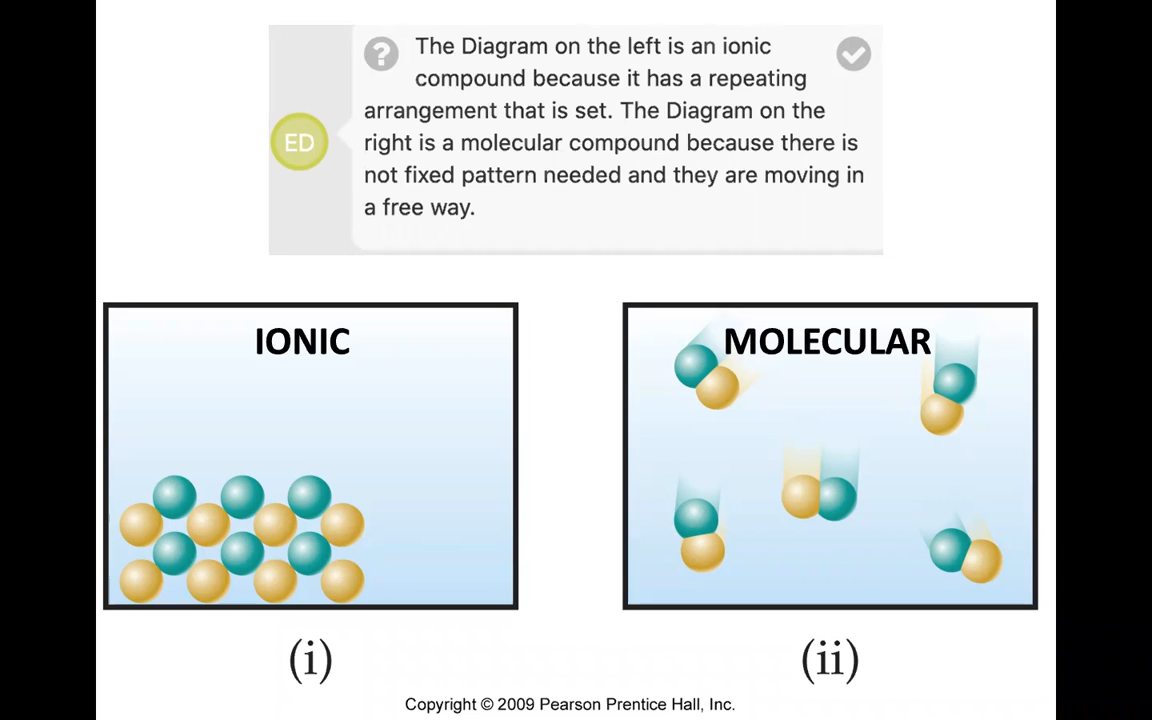 The Diagram on the left is an ionic
compound because it has a repeating
arrangement that is set. The Diagram on the
right is a molecular compound because there is
not fixed pattern needed and they are moving in
a free way.
?
ED
IONIC
MOLECULAR
(i)
(ii)
Copyright © 2009 Pearson Prentice Hall, Inc.